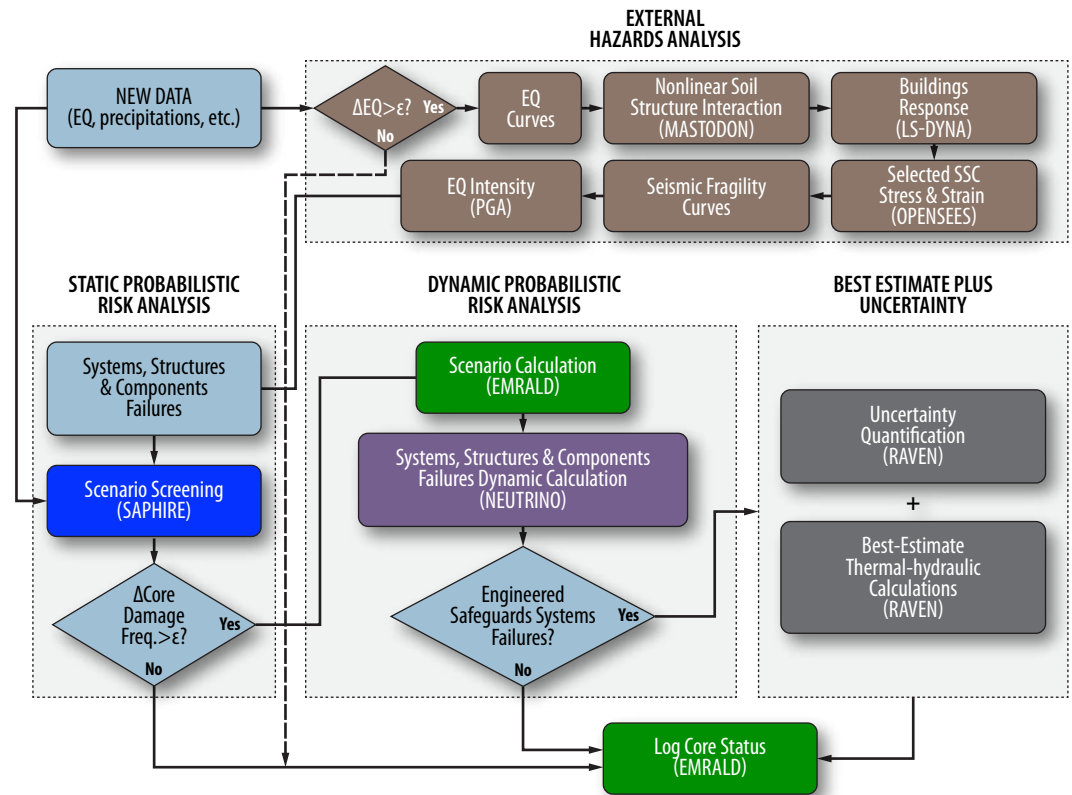 EXTERNAL
HAZARDS ANALYSIS
NEW DATA
(EQ, precipitations, etc.)
ΔEQ>ε?
Yes
No
EQ
Curves
Nonlinear Soil
Structure Interaction
(MASTODON)
Buildings
Response
(LS-DYNA)
EQ Intensity
(PGA)
Seismic Fragility
Curves
Selected SSC
Stress & Strain
(OPENSEES)
STATIC PROBABILISTIC
RISK ANALYSIS
Systems, Structures
& Components
Failures
Scenario Screening
(SAPHIRE)
ΔCore
Damage
Freq.>ε?
Yes
No
DYNAMIC PROBABILISTIC
RISK ANALYSIS
Scenario Calculation
(EMRALD)
Systems, Structures & Components
Failures Dynamic Calculation
(NEUTRINO)
Engineered
Safeguards Systems
Failures?
Yes
No
BEST ESTIMATE PLUS
UNCERTAINTY
Uncertainty
Quantification
(RAVEN)
+
Best-Estimate
Thermal-hydraulic
Calculations
(RAVEN)
Log Core Status
(EMRALD)